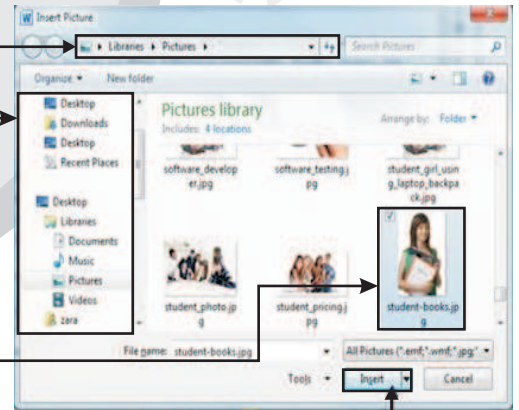 Insert Picture
Libraries Pictures
Search Pictures
Organize New folder
Desktop
Downloads
Desktop
Recent Places
Desktop
Libraries
Documents
Music
Pictures
Videos
zara
Pictures library
Includes: 4 locations
Arrange by: Folder
software_develop
er.jpg
software_testing.j
pg
student_girl_usin
g_laptop_backpa
ck.jpg
student_photo.jp
g
student_pricing.j
pg
student-books.jp
g
File name: student-books.jpg
All Pictures (*.emf;*.wmf;*.jpg;*
Tools Insert Cancel